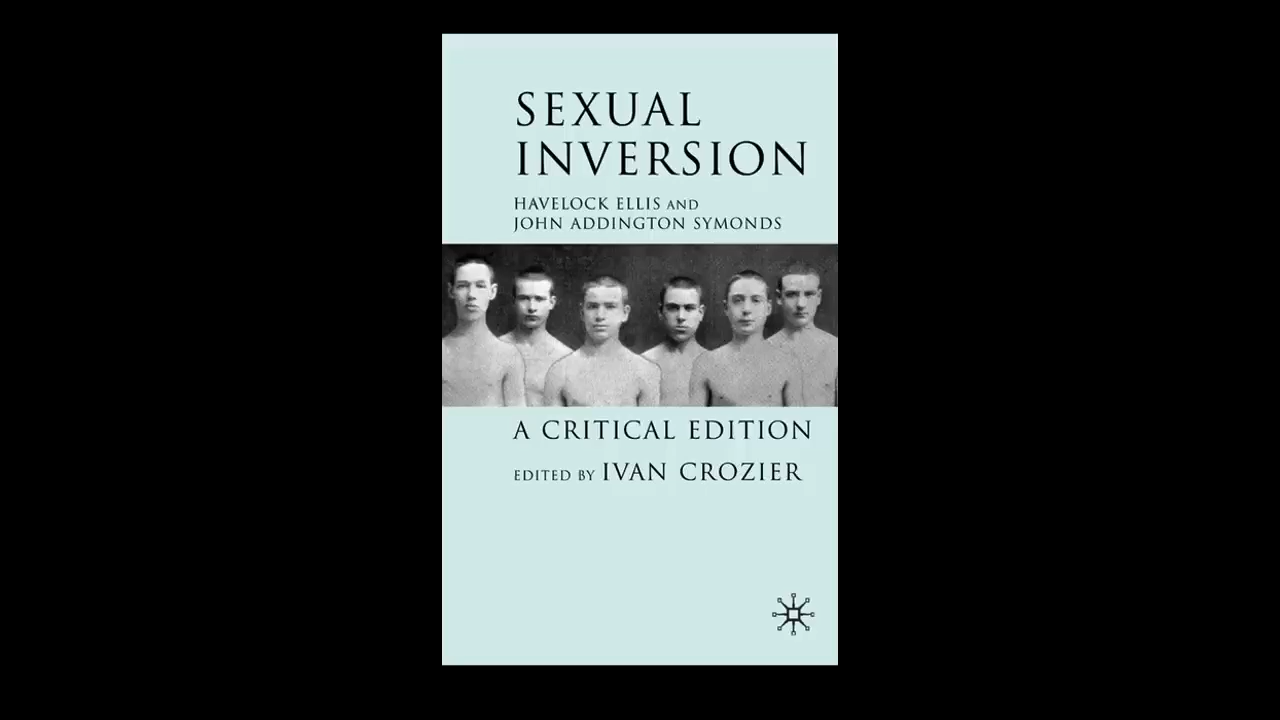 SEXUAL
INVERSION
HAVELOCK ELLIS AND
JOHN ADDINGTON SYMONDS
A CRITICAL EDITION
EDITED BY IVAN CROZIER